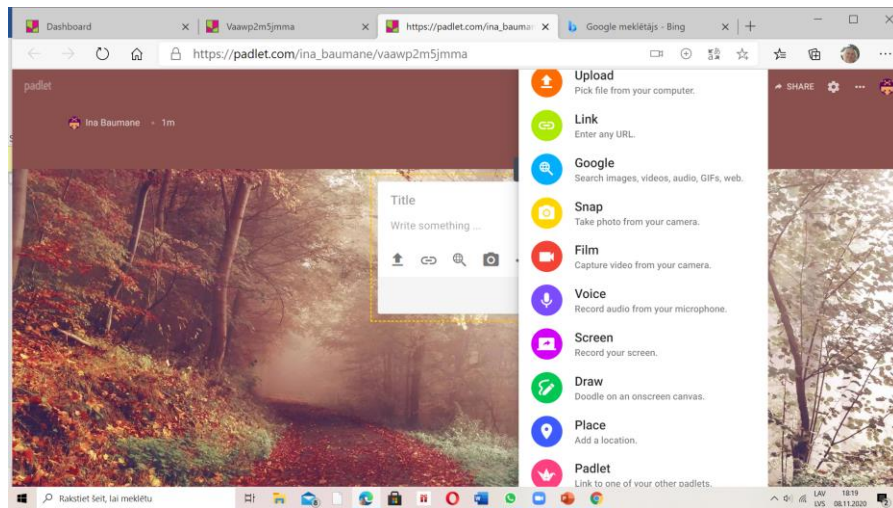 Dashboard
Vaawp2m5jmma
https://padlet.com/ina_baumar
Google meklētājs - Bing
https://padlet.com/ina_baumane/vaawp2m5jmma
padlet
Ina Baumane • 1m
SHARE
Title
Write something ...
Upload
Pick file from your computer.
Link
Enter any URL.
Google
Search images, videos, audio, GIFs, web.
Snap
Take photo from your camera.
Film
Capture video from your camera.
Voice
Record audio from your microphone.
Screen
Record your screen.
Draw
Doodle on an onscreen canvas.
Place
Add a location.
Padlet
Link to one of your other padlets.
Rakstiet šeit, lai meklētu
LAV
LVS
18:19
08.11.2020